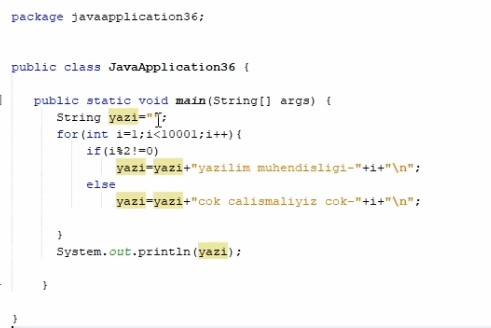 package javaapplication36;
public class JavaApplication36 {
public static void main(String[] args) {
String yazi="";
for(int i=1;i<10001;i++){
if(i%2!=0)
yazi=yazi+"yazilim muhendisligi-"+i+"\n";
else
yazi=yazi+"cok calismaliyiz cok-"+i+"\n";
}
System.out.println(yazi);
}
}